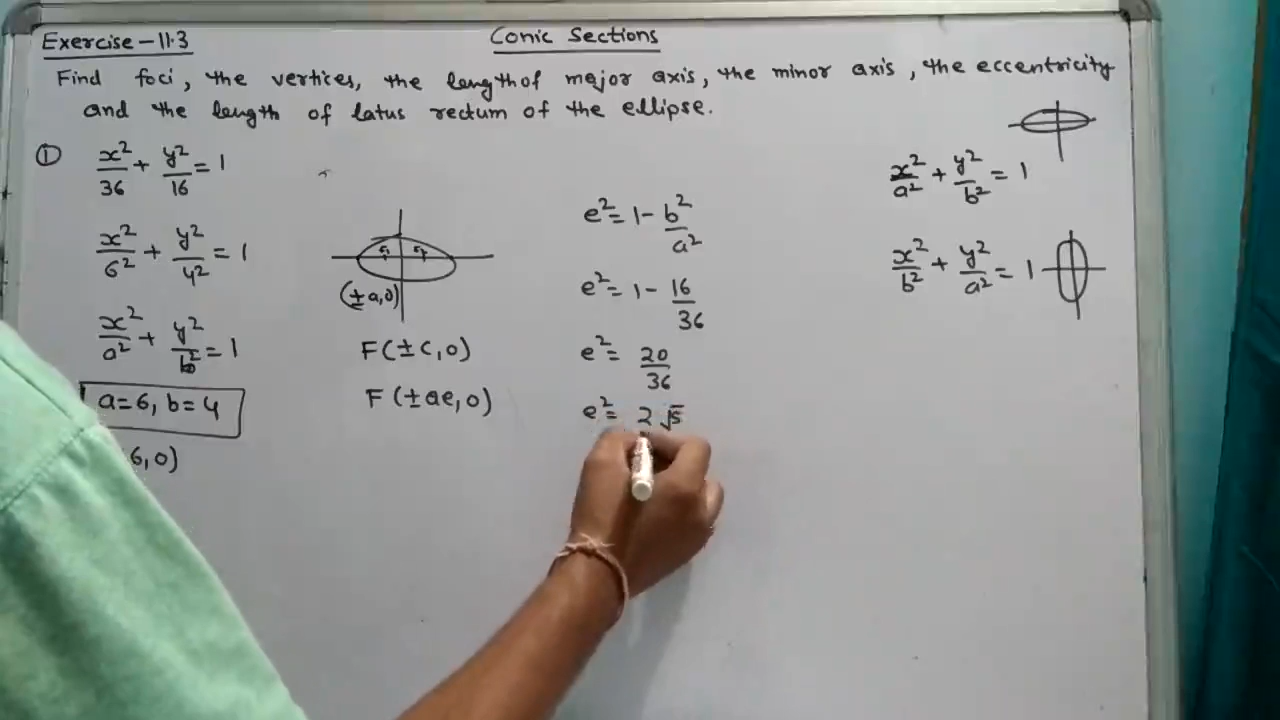 Exercise-11.3
Conic Sections
Find foci, the vertices, the length of major axis, the minor axis, the eccentricity
and the length of latus rectum of the ellipse.
① x²/36 + y²/16 = 1
x²/6² + y²/4² = 1
x²/a² + y²/b² = 1
a=6, b=4
6,0)
(±a,0)
F(±c,0)
F(±ae,0)
e² = 1 - b²/a²
e² = 1 - 16/36
e² = 20/36
e² = 2√5
x²/a² + y²/b² = 1
x²/b² + y²/a² = 1